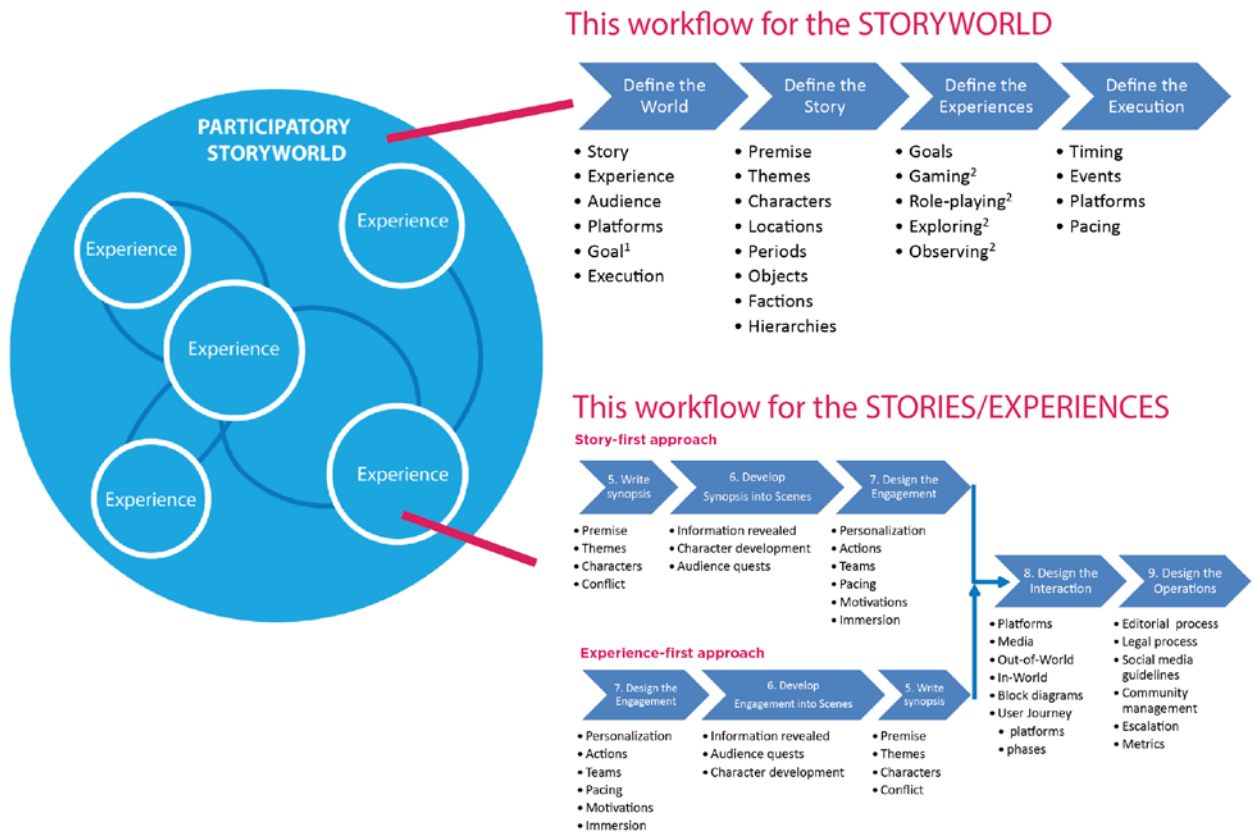 This workflow for the STORYWORLD
PARTICIPATORY
STORYWORLD
Experience
Experience
Experience
Experience
Experience
Define the
World
• Story
• Experience
• Audience
• Platforms
• Goal¹
• Execution
Define the
Story
• Premise
• Themes
• Characters
• Locations
• Periods
• Objects
• Factions
• Hierarchies
Define the
Experiences
• Goals
• Gaming²
• Role-playing²
• Exploring²
• Observing²
Define the
Execution
• Timing
• Events
• Platforms
• Pacing
This workflow for the STORIES/EXPERIENCES
Story-first approach
5. Write
synopsis
• Premise
• Themes
• Characters
• Conflict
6. Develop
Synopsis into Scenes
• Information revealed
• Character development
• Audience quests
7. Design the
Engagement
• Personalization
• Actions
• Teams
• Pacing
• Motivations
• Immersion
Experience-first approach
7. Design the
Engagement
• Personalization
• Actions
• Teams
• Pacing
• Motivations
• Immersion
6. Develop
Engagement into Scenes
• Information revealed
• Audience quests
• Character development
5. Write
synopsis
• Premise
• Themes
• Characters
• Conflict
8. Design the
Interaction
• Platforms
• Media
• Out-of-World
• In-World
• Block diagrams
• User Journey
• platforms
• phases
9. Design the
Operations
• Editorial process
• Legal process
• Social media
guidelines
• Community
management
• Escalation
• Metrics